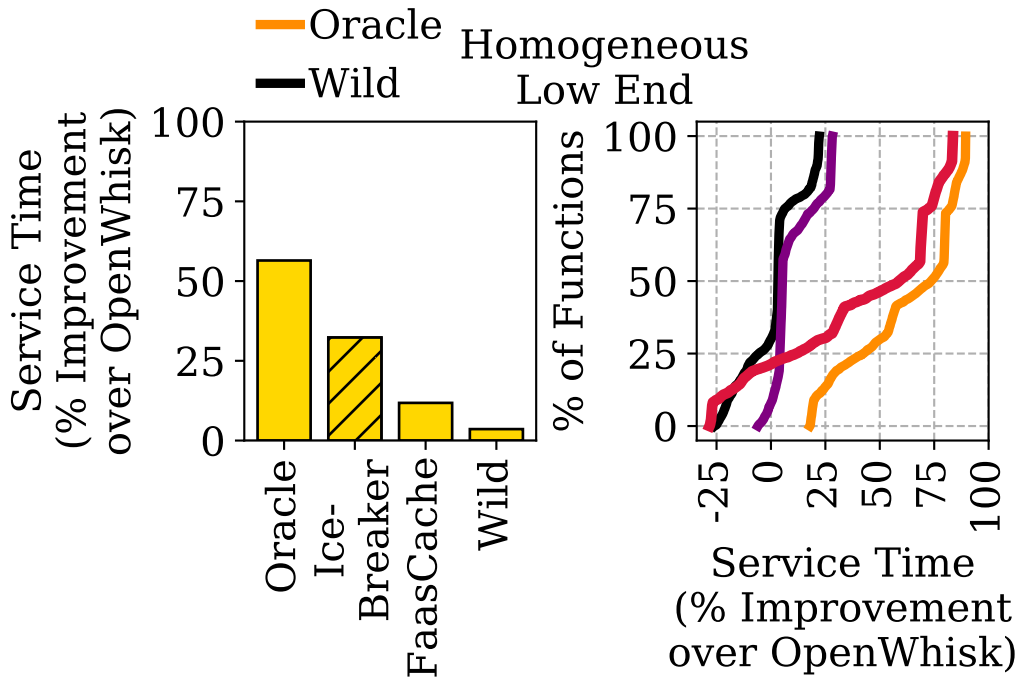 Oracle
Wild
Homogeneous
Low End
Service Time
(% Improvement
over OpenWhisk)
100
75
50
25
0
Oracle
Ice-
Breaker
FaasCache
Wild
% of Functions
100
75
50
25
0
-25
0
25
50
75
100
Service Time
(% Improvement
over OpenWhisk)